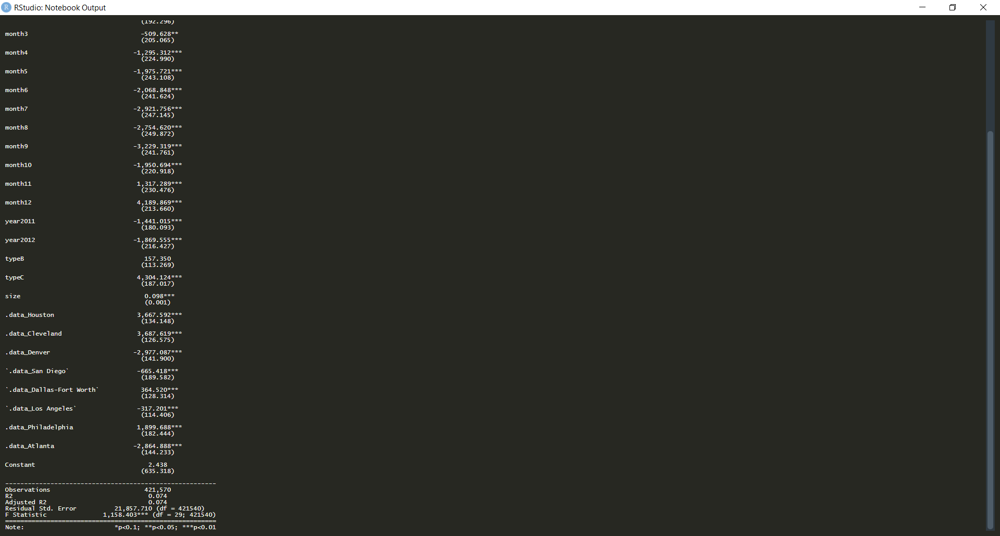 R RStudio: Notebook Output
(192.296)
month3 -509.628**
(205.065)
month4 -1,295.312***
(224.990)
month5 -1,975.721***
(243.108)
month6 -2,068.848***
(241.624)
month7 -2,921.756***
(247.145)
month8 -2,754.620***
(249.872)
month9 -3,229.319***
(241.761)
month10 -1,950.694***
(220.918)
month11 1,317.289***
(230.476)
month12 4,189.869***
(213.660)
year2011 -1,441.015***
(180.093)
year2012 -1,869.555***
(216.427)
typeB 157.350
(113.269)
typeC 4,304.124***
(187.017)
size 0.098***
(0.001)
.data_Houston 3,667.592***
(134.148)
.data_Cleveland 3,687.619***
(126.575)
.data_Denver -2,977.087***
(141.900)
`.data_San Diego` -665.418***
(189.582)
`.data_Dallas-Fort Worth` 364.520***
(128.314)
`.data_Los Angeles` -317.201***
(114.406)
.data_Philadelphia 1,899.688***
(182.444)
.data_Atlanta -2,864.888***
(144.233)
Constant 2.438
(635.318)
--------------------------------------------------------
Observations 421,570
R2 0.074
Adjusted R2 0.074
Residual Std. Error 21,857.710 (df = 421540)
F Statistic 1,158.403*** (df = 29; 421540)
========================================================
Note: *p<0.1; **p<0.05; ***p<0.01